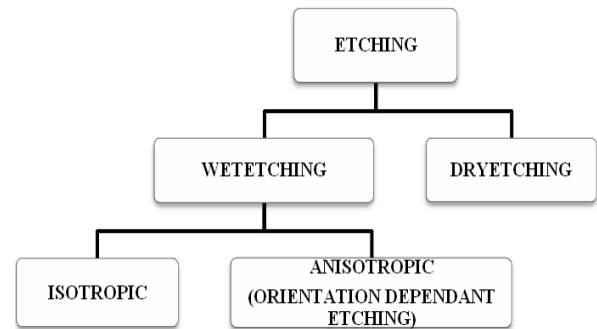 ETCHING
WETETCHING
DRYETCHING
ISOTROPIC
ANISOTROPIC
(ORIENTATION DEPENDANT
ETCHING)